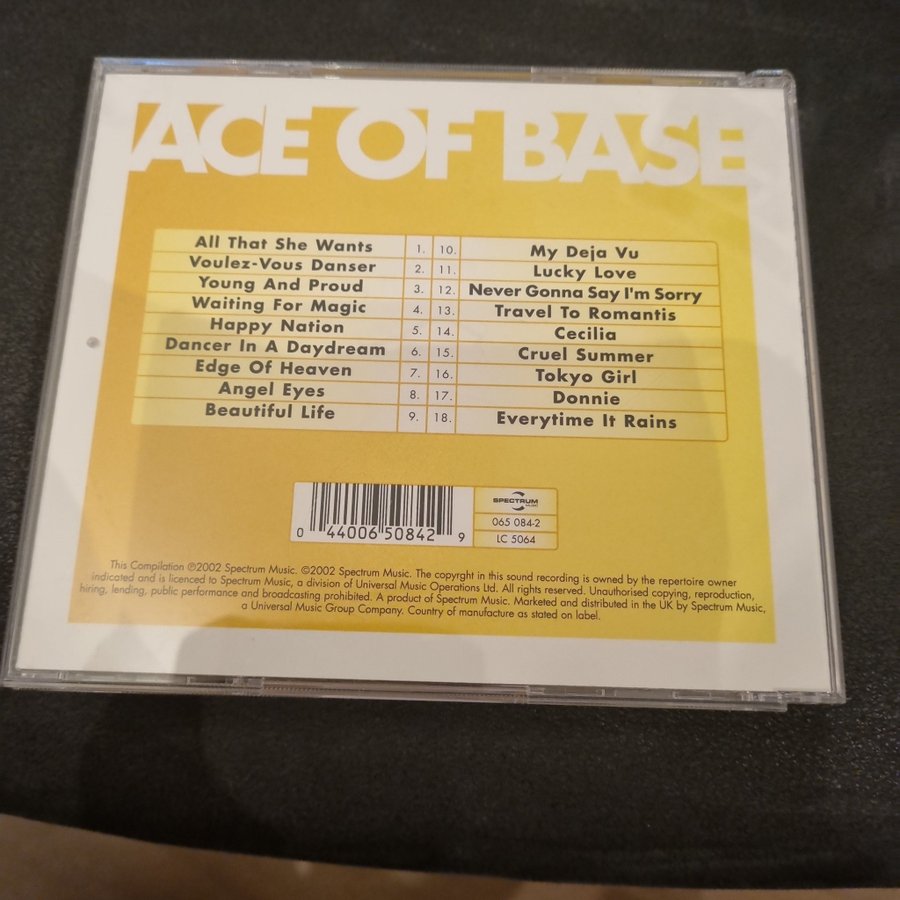 ACE OF BASE
All That She Wants 1.
Voulez-Vous Danser 2.
Young And Proud 3.
Waiting For Magic 4.
Happy Nation 5.
Dancer In A Daydream 6.
Edge Of Heaven 7.
Angel Eyes 8.
Beautiful Life 9.
10. My Deja Vu
11. Lucky Love
12. Never Gonna Say I'm Sorry
13. Travel To Romantis
14. Cecilia
15. Cruel Summer
16. Tokyo Girl
17. Donnie
18. Everytime It Rains
0 44006 50842 9
SPECTRUM
MUSIC
065 084-2
LC 5064
This Compilation ℗2002 Spectrum Music. ©2002 Spectrum Music. The copyrght in this sound recording is owned by the repertoire owner
indicated and is licenced to Spectrum Music, a division of Universal Music Operations Ltd. All rights reserved. Unauthorised copying, reproduction,
hiring, lending, public performance and broadcasting prohibited. A product of Spectrum Music. Marketed and distributed in the UK by Spectrum Music,
a Universal Music Group Company. Country of manufacture as stated on label.